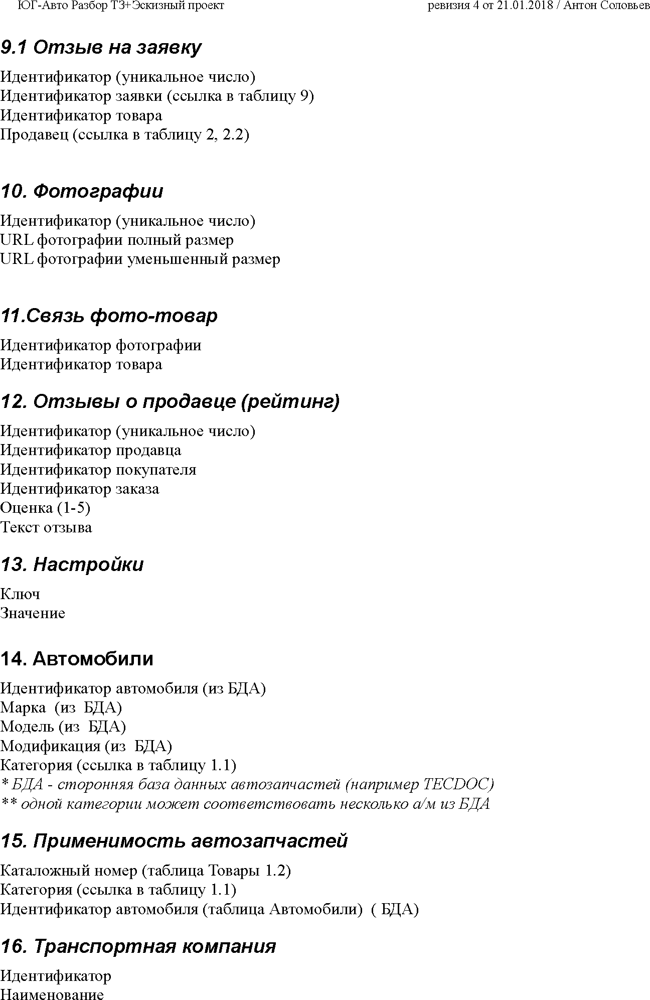 ЮГ-Авто Разбор ТЗ+Эскизный проект ревизия 4 от 21.01.2018 / Антон Соловьев
9.1 Отзыв на заявку
Идентификатор (уникальное число)
Идентификатор заявки (ссылка в таблицу 9)
Идентификатор товара
Продавец (ссылка в таблицу 2, 2.2)
10. Фотографии
Идентификатор (уникальное число)
URL фотографии полный размер
URL фотографии уменьшенный размер
11.Связь фото-товар
Идентификатор фотографии
Идентификатор товара
12. Отзывы о продавце (рейтинг)
Идентификатор (уникальное число)
Идентификатор продавца
Идентификатор покупателя
Идентификатор заказа
Оценка (1-5)
Текст отзыва
13. Настройки
Ключ
Значение
14. Автомобили
Идентификатор автомобиля (из БДА)
Марка  (из  БДА)
Модель (из  БДА)
Модификация (из  БДА)
Категория (ссылка в таблицу 1.1)
* БДА - сторонняя база данных автозапчастей (например TECDOC)
** одной категории может соответствовать несколько а/м из БДА
15. Применимость автозапчастей
Каталожный номер (таблица Товары 1.2)
Категория (ссылка в таблицу 1.1)
Идентификатор автомобиля (таблица Автомобили)  ( БДА)
16. Транспортная компания
Идентификатор
Наименование